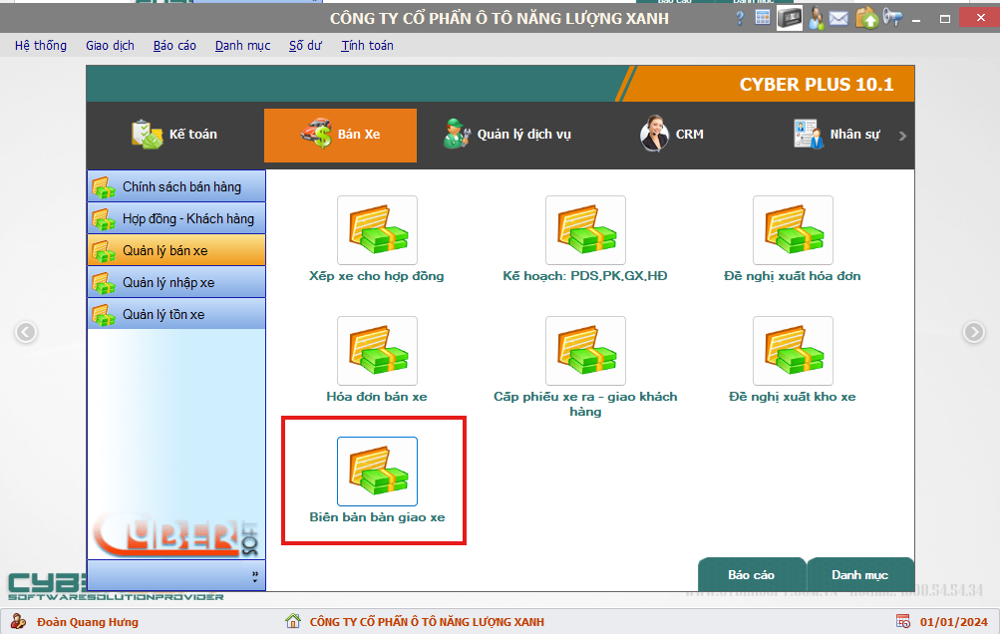 CÔNG TY CỔ PHẦN Ô TÔ NĂNG LƯỢNG XANH
Hệ thống Giao dịch Báo cáo Danh mục Số dư Tính toán
CYBER PLUS 10.1
Kế toán Bán Xe Quản lý dịch vụ CRM Nhân sự
Chính sách bán hàng
Hợp đồng - Khách hàng
Quản lý bán xe
Quản lý nhập xe
Quản lý tồn xe
Xếp xe cho hợp đồng
Kế hoạch: PDS,PK,GX,HĐ
Đề nghị xuất hóa đơn
Hóa đơn bán xe
Cấp phiếu xe ra - giao khách
hàng
Đề nghị xuất kho xe
Biên bản bàn giao xe
CYBER SOFT
Báo cáo Danh mục
SOFTWARESOLUTIONPROVIDER
Đoàn Quang Hưng
CÔNG TY CỔ PHẦN Ô TÔ NĂNG LƯỢNG XANH
01/01/2024